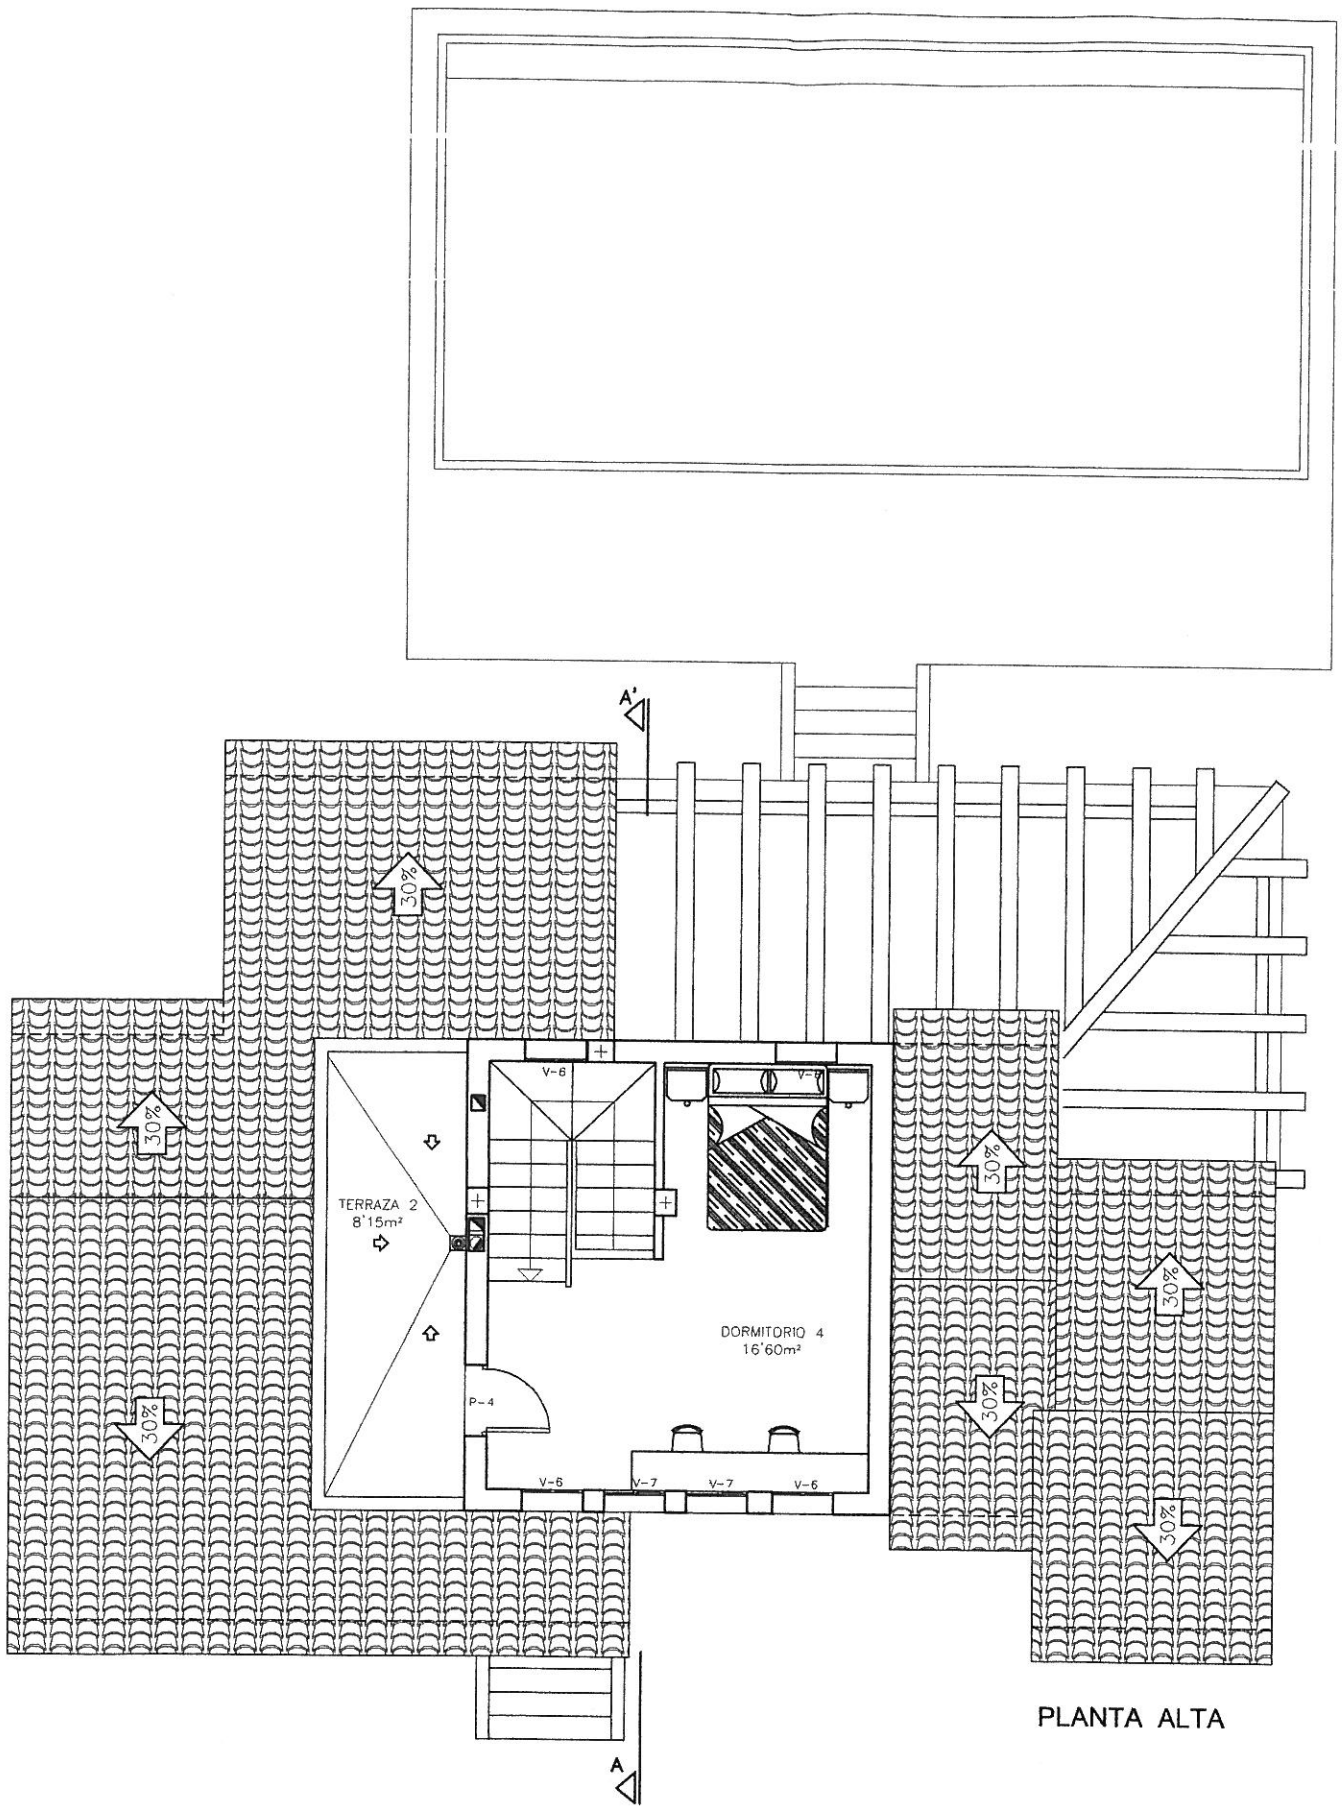 A'
30%
V-6
V-6
30%
30%
TERRAZA 2
8'15m²
30%
DORMITORIO 4
16'60m²
30%
30%
P-4
V-6
V-7
V-7
V-6
30%
PLANTA ALTA
A